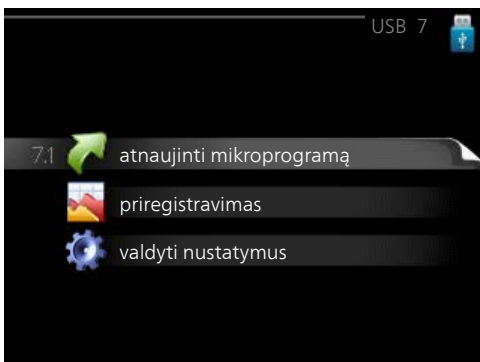 USB 7
7.1 atnaujinti mikroprogramą
priregistravimas
valdyti nustatymus